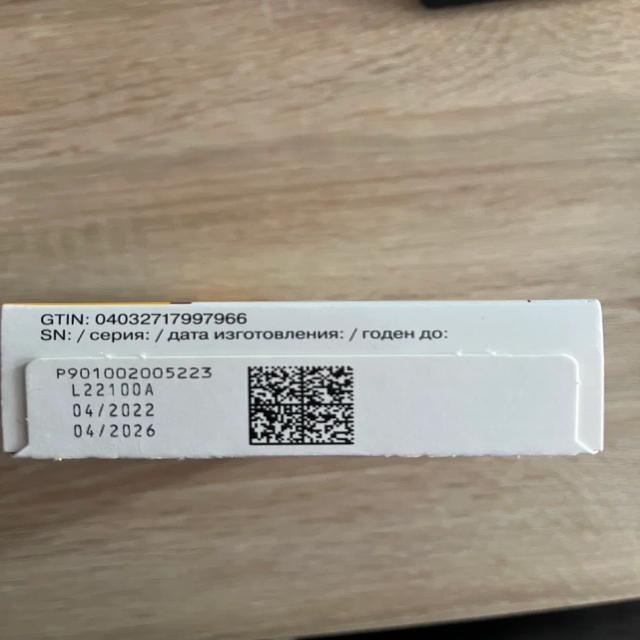 GTIN: 04032717997966
SN: / серия: / дата изготовления: / годен до:
P901002005223
L22100A
04/2022
04/2026